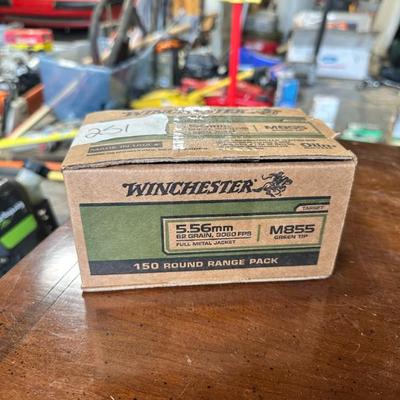 251
MADE IN USA
M855
Olin
WINCHESTER
TARGET
5.56mm
62 GRAIN, 3060 FPS
FULL METAL JACKET
M855
GREEN TIP
150 ROUND RANGE PACK